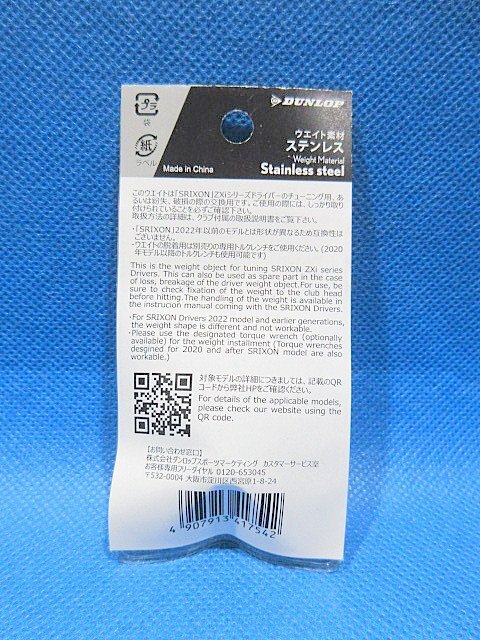 DUNLOP
プラ
袋
紙
ラベル
Made in China
ウエイト素材
ステンレス
Weight Material
Stainless steel
このウエイトは「SRIXON」ZXiシリーズドライバーのチューニング用、あ
るいは紛失、破損の際の交換用です。ご使用の際には、しっかり取り
付けられていることを必ずご確認下さい。
取扱方法の詳細は、クラブ付属の取扱説明書をご覧下さい。
・「SRIXON」2022年以前のモデルとは形状が異なるため互換性は
ございません。
・ウエイトの脱着用は別売りの専用トルクレンチをご使用ください。(2020
年モデル以降のトルクレンチも使用可能です)
This is the weight object for tuning SRIXON ZXi series
Drivers. This can also be used as spare part in the case
of loss, breakage of the driver weight object.For use, be
sure to check fixation of the weight to the club head
before hitting.The handling of the weight is available in
the instrucion manual coming with the SRIXON Drivers.
・For SRIXON Drivers 2022 model and earlier generations,
the weight shape is different and not workable.
・Please use the designated torque wrench (optionally
available) for the weight installment (Torque wrenches
desgined for 2020 and after SRIXON model are also
workable.)
対象モデルの詳細につきましては、記載のQR
コードから弊社HPをご確認ください。
For details of the applicable models,
please check our website using the
QR code.
【お問い合わせ窓口】
株式会社ダンロップスポーツマーケティング カスタマーサービス室
お客様専用フリーダイヤル 0120-653045
〒532-0004 大阪市淀川区西宮原1-8-24
4 907913 417542